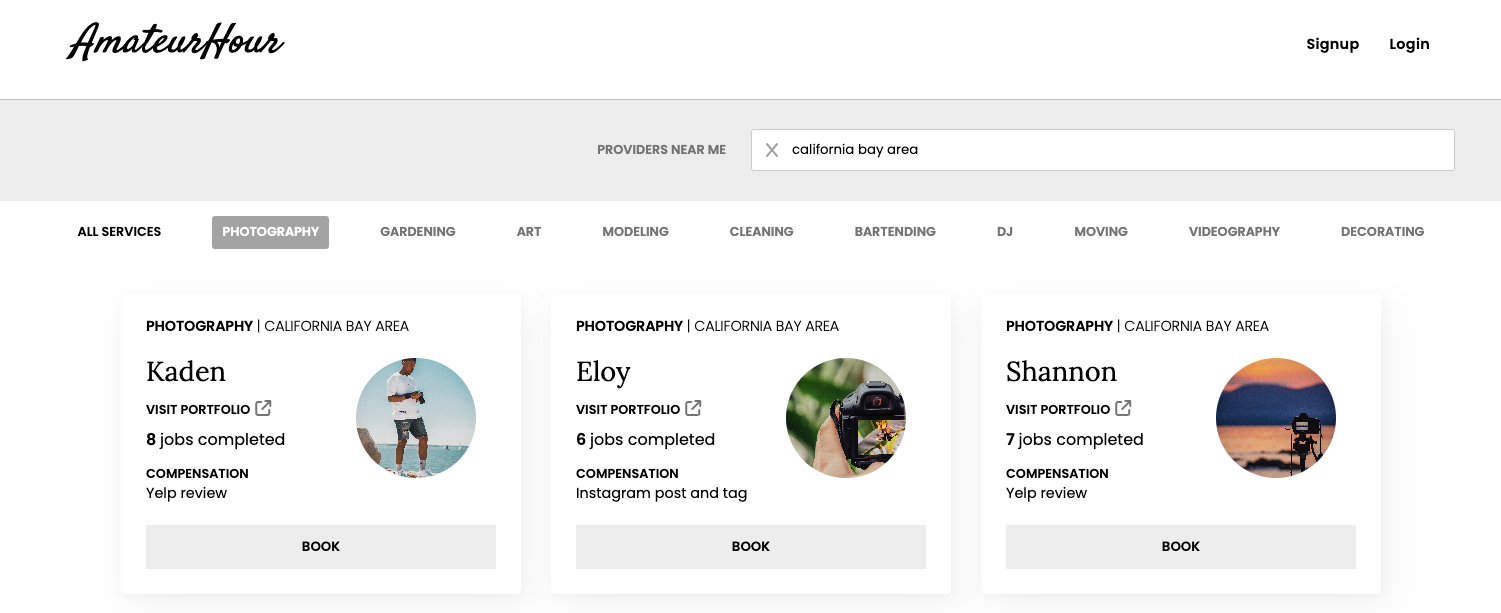 AmateurHour
Signup Login
PROVIDERS NEAR ME california bay area
ALL SERVICES PHOTOGRAPHY GARDENING ART MODELING CLEANING BARTENDING DJ MOVING VIDEOGRAPHY DECORATING
PHOTOGRAPHY | CALIFORNIA BAY AREA
Kaden
VISIT PORTFOLIO
8 jobs completed
COMPENSATION
Yelp review
BOOK
PHOTOGRAPHY | CALIFORNIA BAY AREA
Eloy
VISIT PORTFOLIO
6 jobs completed
COMPENSATION
Instagram post and tag
BOOK
PHOTOGRAPHY | CALIFORNIA BAY AREA
Shannon
VISIT PORTFOLIO
7 jobs completed
COMPENSATION
Yelp review
BOOK